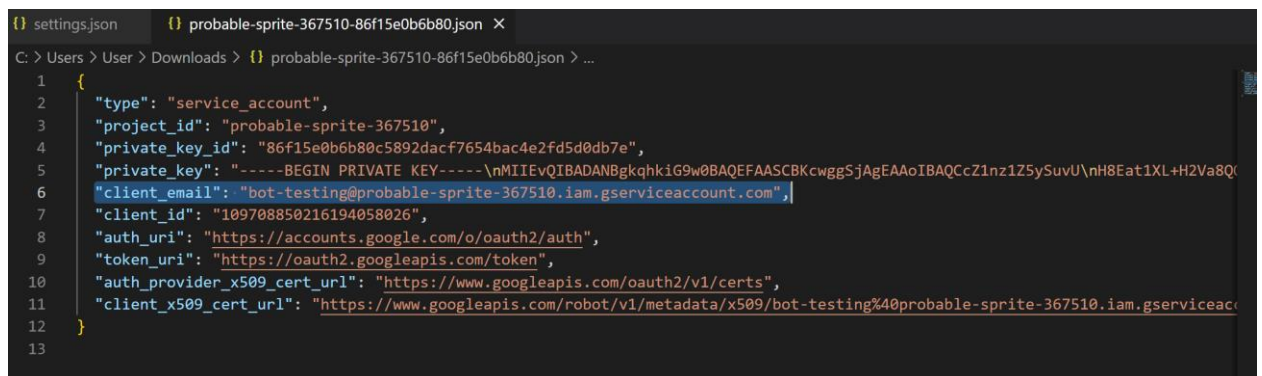 {} settings.json {} probable-sprite-367510-86f15e0b6b80.json ×
C: > Users > User > Downloads > {} probable-sprite-367510-86f15e0b6b80.json > ...
1 {
2 "type": "service_account",
3 "project_id": "probable-sprite-367510",
4 "private_key_id": "86f15e0b6b80c5892dacf7654bac4e2fd5d0db7e",
5 "private_key": "-----BEGIN PRIVATE KEY-----\nMIIEvQIBADANBgkqhkiG9w0BAQEFAASCBKcwggSjAgEAAoIBAQCcZ1nz1Z5ySuvU\nH8Eat1XL+H2Va8Q
6 "client_email": "bot-testing@probable-sprite-367510.iam.gserviceaccount.com",
7 "client_id": "109708850216194058026",
8 "auth_uri": "https://accounts.google.com/o/oauth2/auth",
9 "token_uri": "https://oauth2.googleapis.com/token",
10 "auth_provider_x509_cert_url": "https://www.googleapis.com/oauth2/v1/certs",
11 "client_x509_cert_url": "https://www.googleapis.com/robot/v1/metadata/x509/bot-testing%40probable-sprite-367510.iam.gserviceac
12 }
13